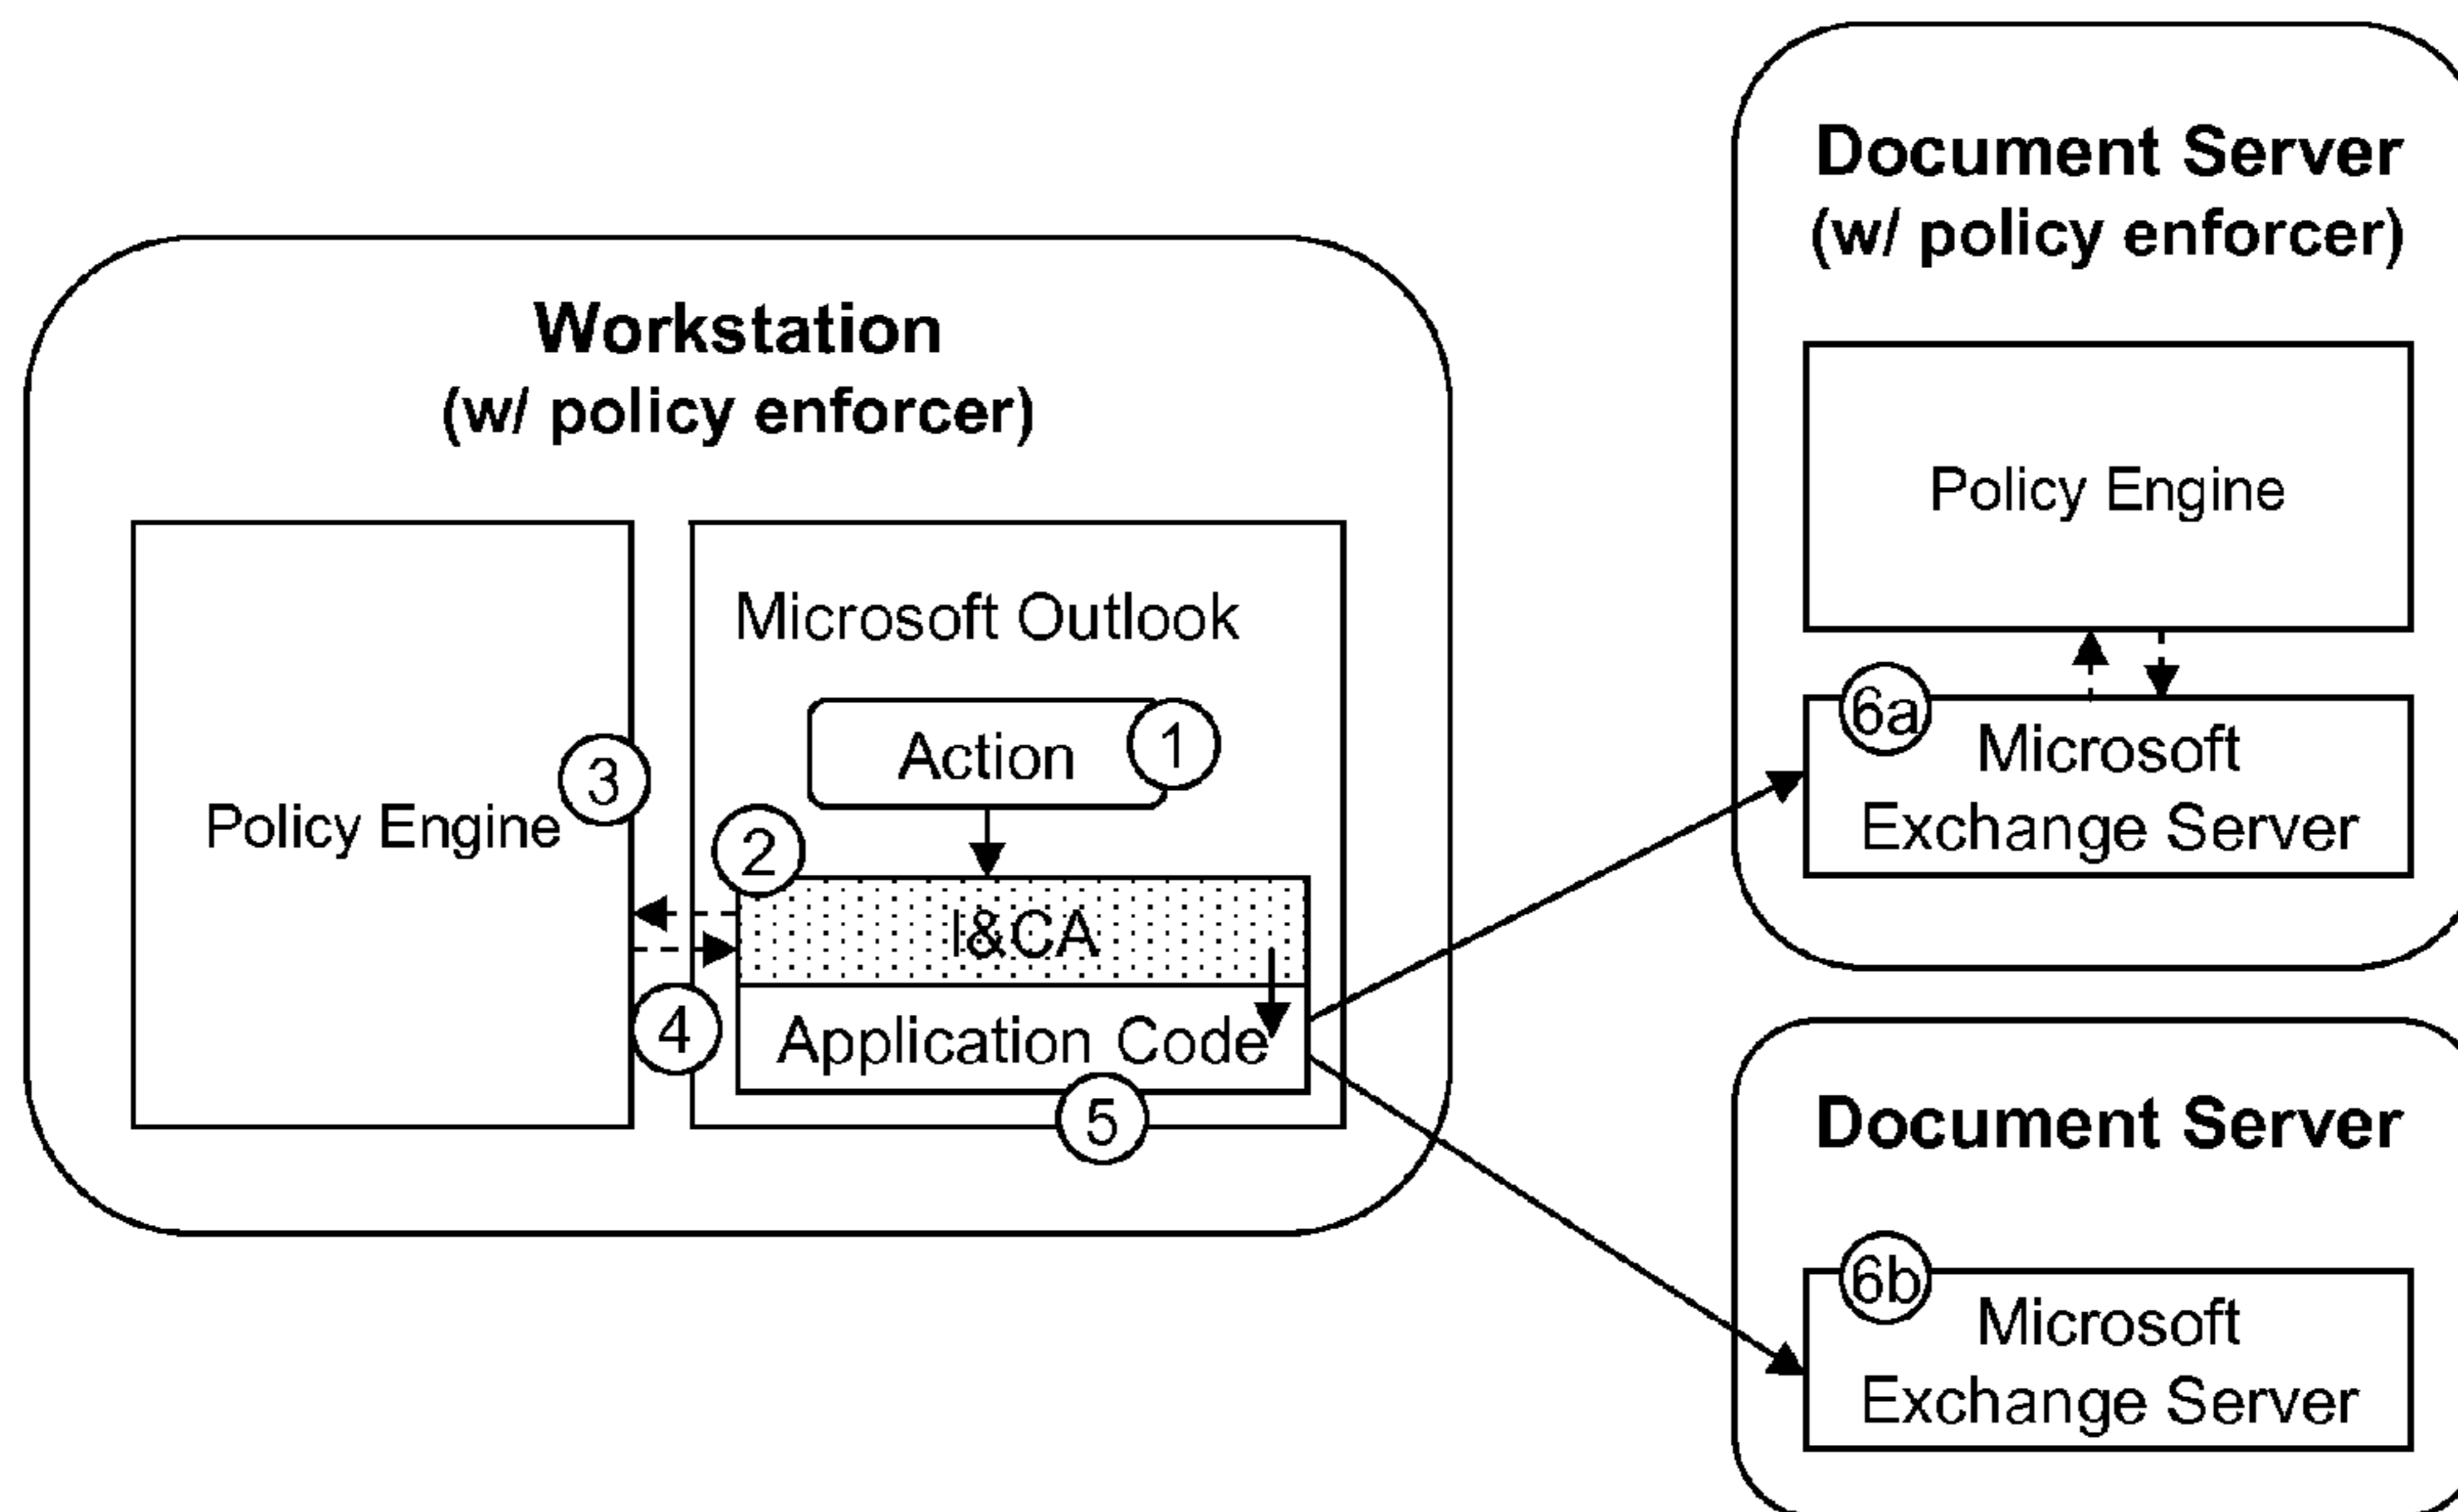 Workstation
(w/ policy enforcer)
Policy Engine
3
Microsoft Outlook
Action
1
2
I&CA
4
Application Code
5
Document Server
(w/ policy enforcer)
Policy Engine
6a
Microsoft
Exchange Server
Document Server
6b
Microsoft
Exchange Server